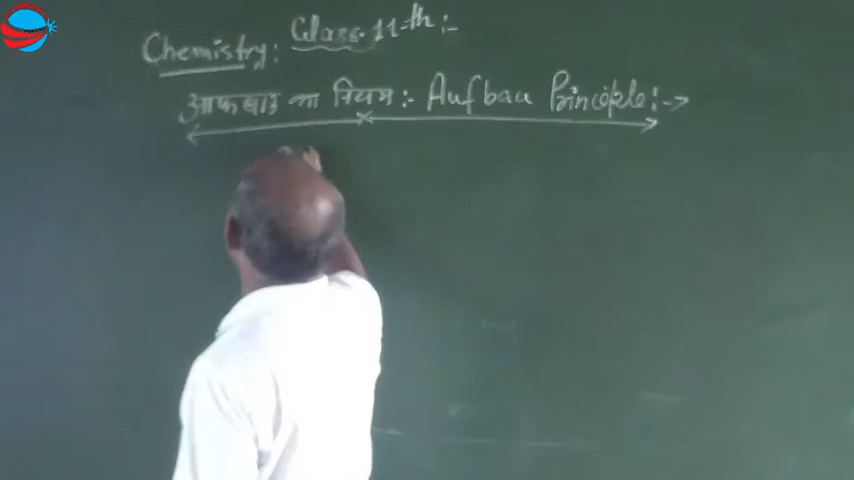 Chemistry: Class. 11-th :-
आफबाउ का नियम :- Aufbau Principle :->